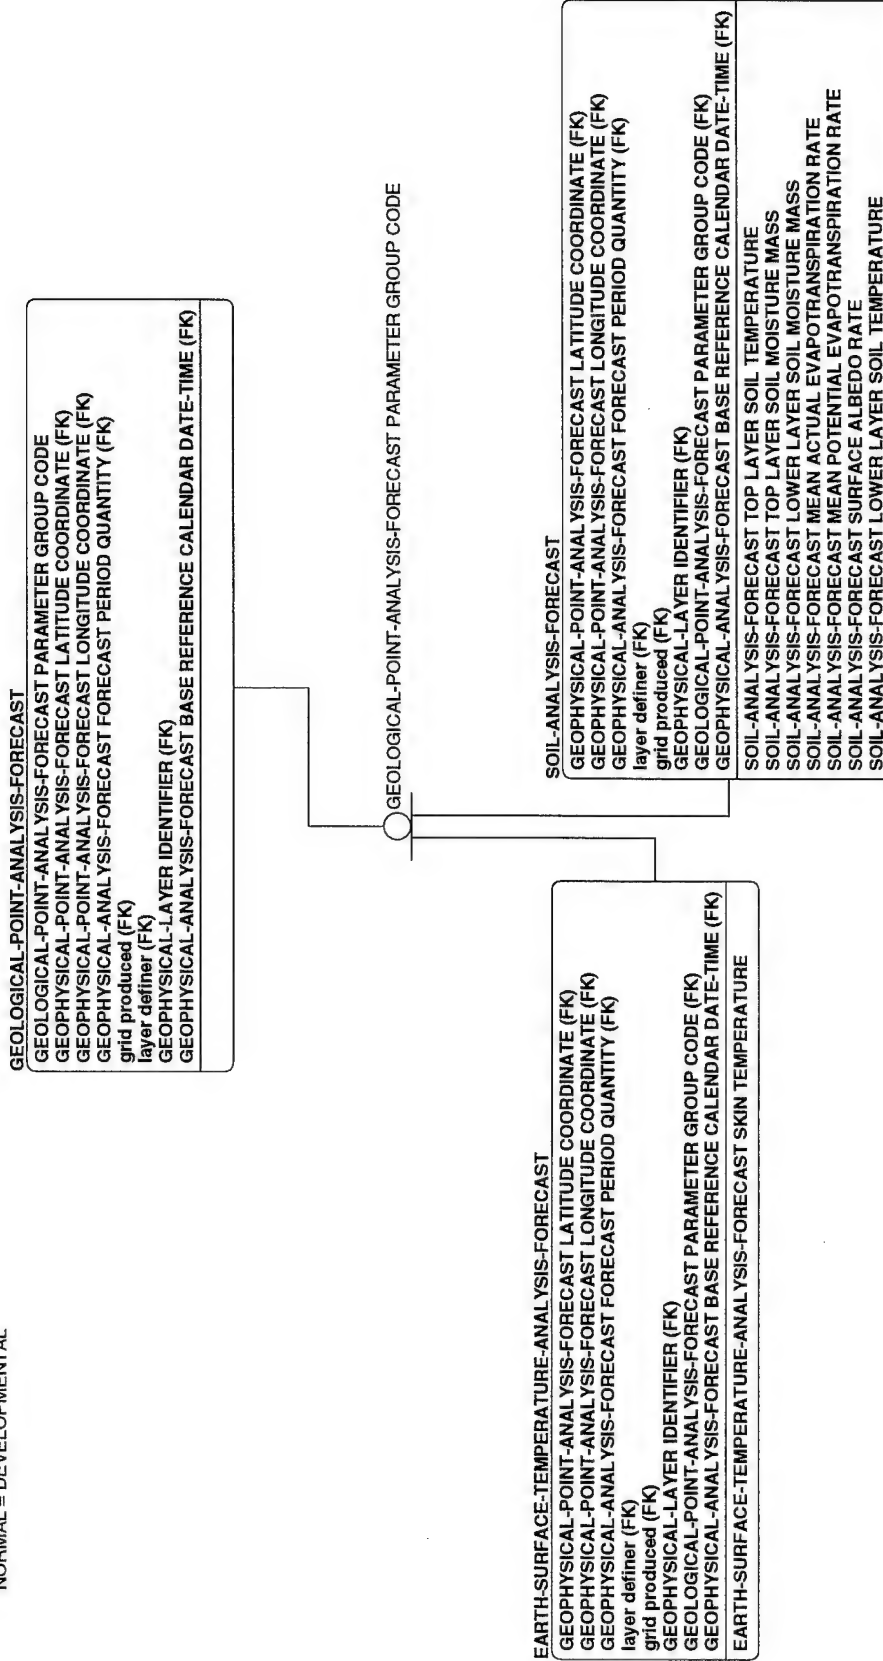 NORMAL = DEVELOPMENTAL
GEOLOGICAL-POINT-ANALYSIS-FORECAST
GEOLOGICAL-POINT-ANALYSIS-FORECAST PARAMETER GROUP CODE
GEOPHYSICAL-POINT-ANALYSIS-FORECAST LATITUDE COORDINATE (FK)
GEOPHYSICAL-POINT-ANALYSIS-FORECAST LONGITUDE COORDINATE (FK)
GEOPHYSICAL-ANALYSIS-FORECAST FORECAST PERIOD QUANTITY (FK)
grid produced (FK)
layer definer (FK)
GEOPHYSICAL-LAYER IDENTIFIER (FK)
GEOPHYSICAL-ANALYSIS-FORECAST BASE REFERENCE CALENDAR DATE-TIME (FK)
GEOLOGICAL-POINT-ANALYSIS-FORECAST PARAMETER GROUP CODE
EARTH-SURFACE-TEMPERATURE-ANALYSIS-FORECAST
GEOPHYSICAL-POINT-ANALYSIS-FORECAST LATITUDE COORDINATE (FK)
GEOPHYSICAL-POINT-ANALYSIS-FORECAST LONGITUDE COORDINATE (FK)
GEOPHYSICAL-ANALYSIS-FORECAST FORECAST PERIOD QUANTITY (FK)
layer definer (FK)
grid produced (FK)
GEOPHYSICAL-LAYER IDENTIFIER (FK)
GEOLOGICAL-POINT-ANALYSIS-FORECAST PARAMETER GROUP CODE (FK)
GEOPHYSICAL-ANALYSIS-FORECAST BASE REFERENCE CALENDAR DATE-TIME (FK)
EARTH-SURFACE-TEMPERATURE-ANALYSIS-FORECAST SKIN TEMPERATURE
SOIL-ANALYSIS-FORECAST
GEOPHYSICAL-POINT-ANALYSIS-FORECAST LATITUDE COORDINATE (FK)
GEOPHYSICAL-POINT-ANALYSIS-FORECAST LONGITUDE COORDINATE (FK)
GEOPHYSICAL-ANALYSIS-FORECAST FORECAST PERIOD QUANTITY (FK)
layer definer (FK)
grid produced (FK)
GEOPHYSICAL-LAYER IDENTIFIER (FK)
GEOLOGICAL-POINT-ANALYSIS-FORECAST PARAMETER GROUP CODE (FK)
GEOPHYSICAL-ANALYSIS-FORECAST BASE REFERENCE CALENDAR DATE-TIME (FK)
SOIL-ANALYSIS-FORECAST TOP LAYER SOIL TEMPERATURE
SOIL-ANALYSIS-FORECAST TOP LAYER SOIL MOISTURE MASS
SOIL-ANALYSIS-FORECAST LOWER LAYER SOIL MOISTURE MASS
SOIL-ANALYSIS-FORECAST MEAN ACTUAL EVAPOTRANSPIRATION RATE
SOIL-ANALYSIS-FORECAST MEAN POTENTIAL EVAPOTRANSPIRATION RATE
SOIL-ANALYSIS-FORECAST SURFACE ALBEDO RATE
SOIL-ANALYSIS-FORECAST LOWER LAYER SOIL TEMPERATURE